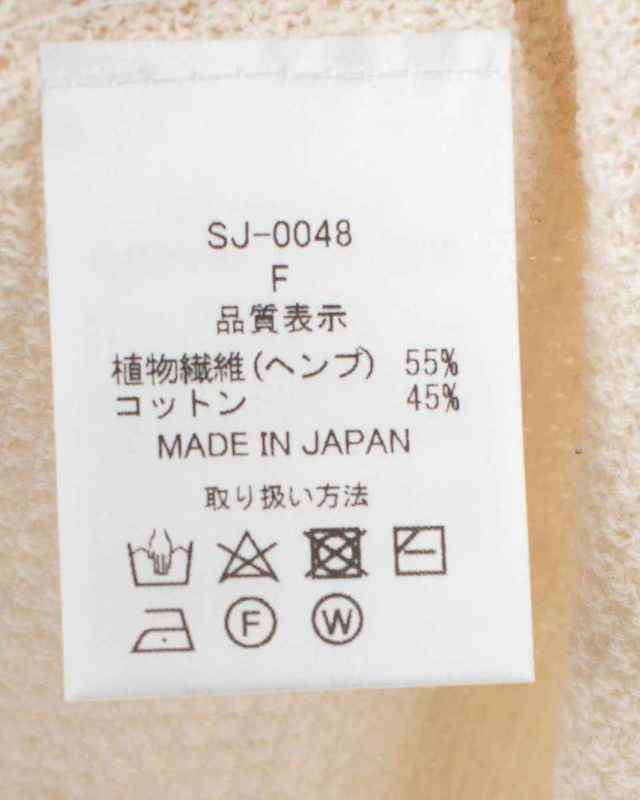 SJ-0048
F
品質表示
植物繊維(ヘンプ) 55%
コットン 45%
MADE IN JAPAN
取り扱い方法
F W